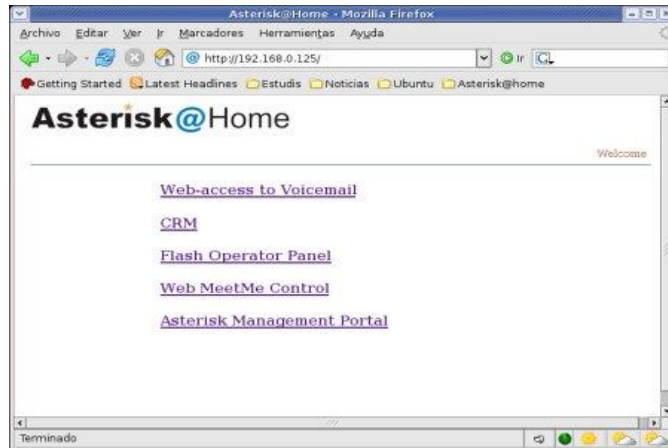 Asterisk@Home - Mozilla Firefox
Archivo Editar Ver Ir Marcadores Herramientas Ayuda
http://192.168.0.125/ Ir G
Getting Started Latest Headlines Estudis Noticias Ubuntu Asterisk@home
Asterisk@Home
Welcome
Web-access to Voicemail
CRM
Flash Operator Panel
Web MeetMe Control
Asterisk Management Portal
Terminado